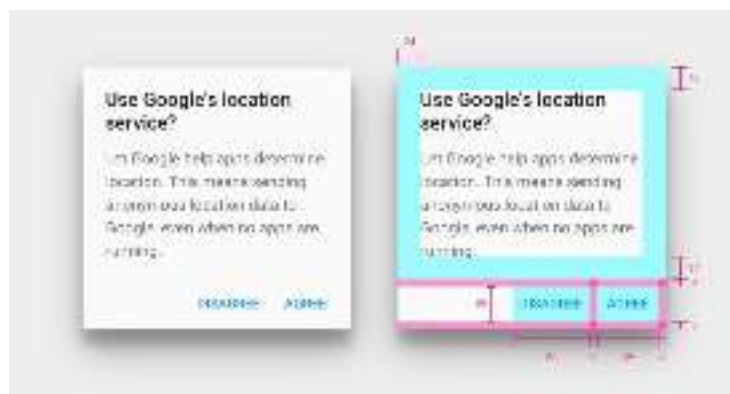 Use Google's location
service?
Let Google help apps determine
location. This means sending
anonymous location data to
Google, even when no apps are
running.
DISAGREE AGREE
Use Google's location
service?
Let Google help apps determine
location. This means sending
anonymous location data to
Google, even when no apps are
running.
DISAGREE AGREE